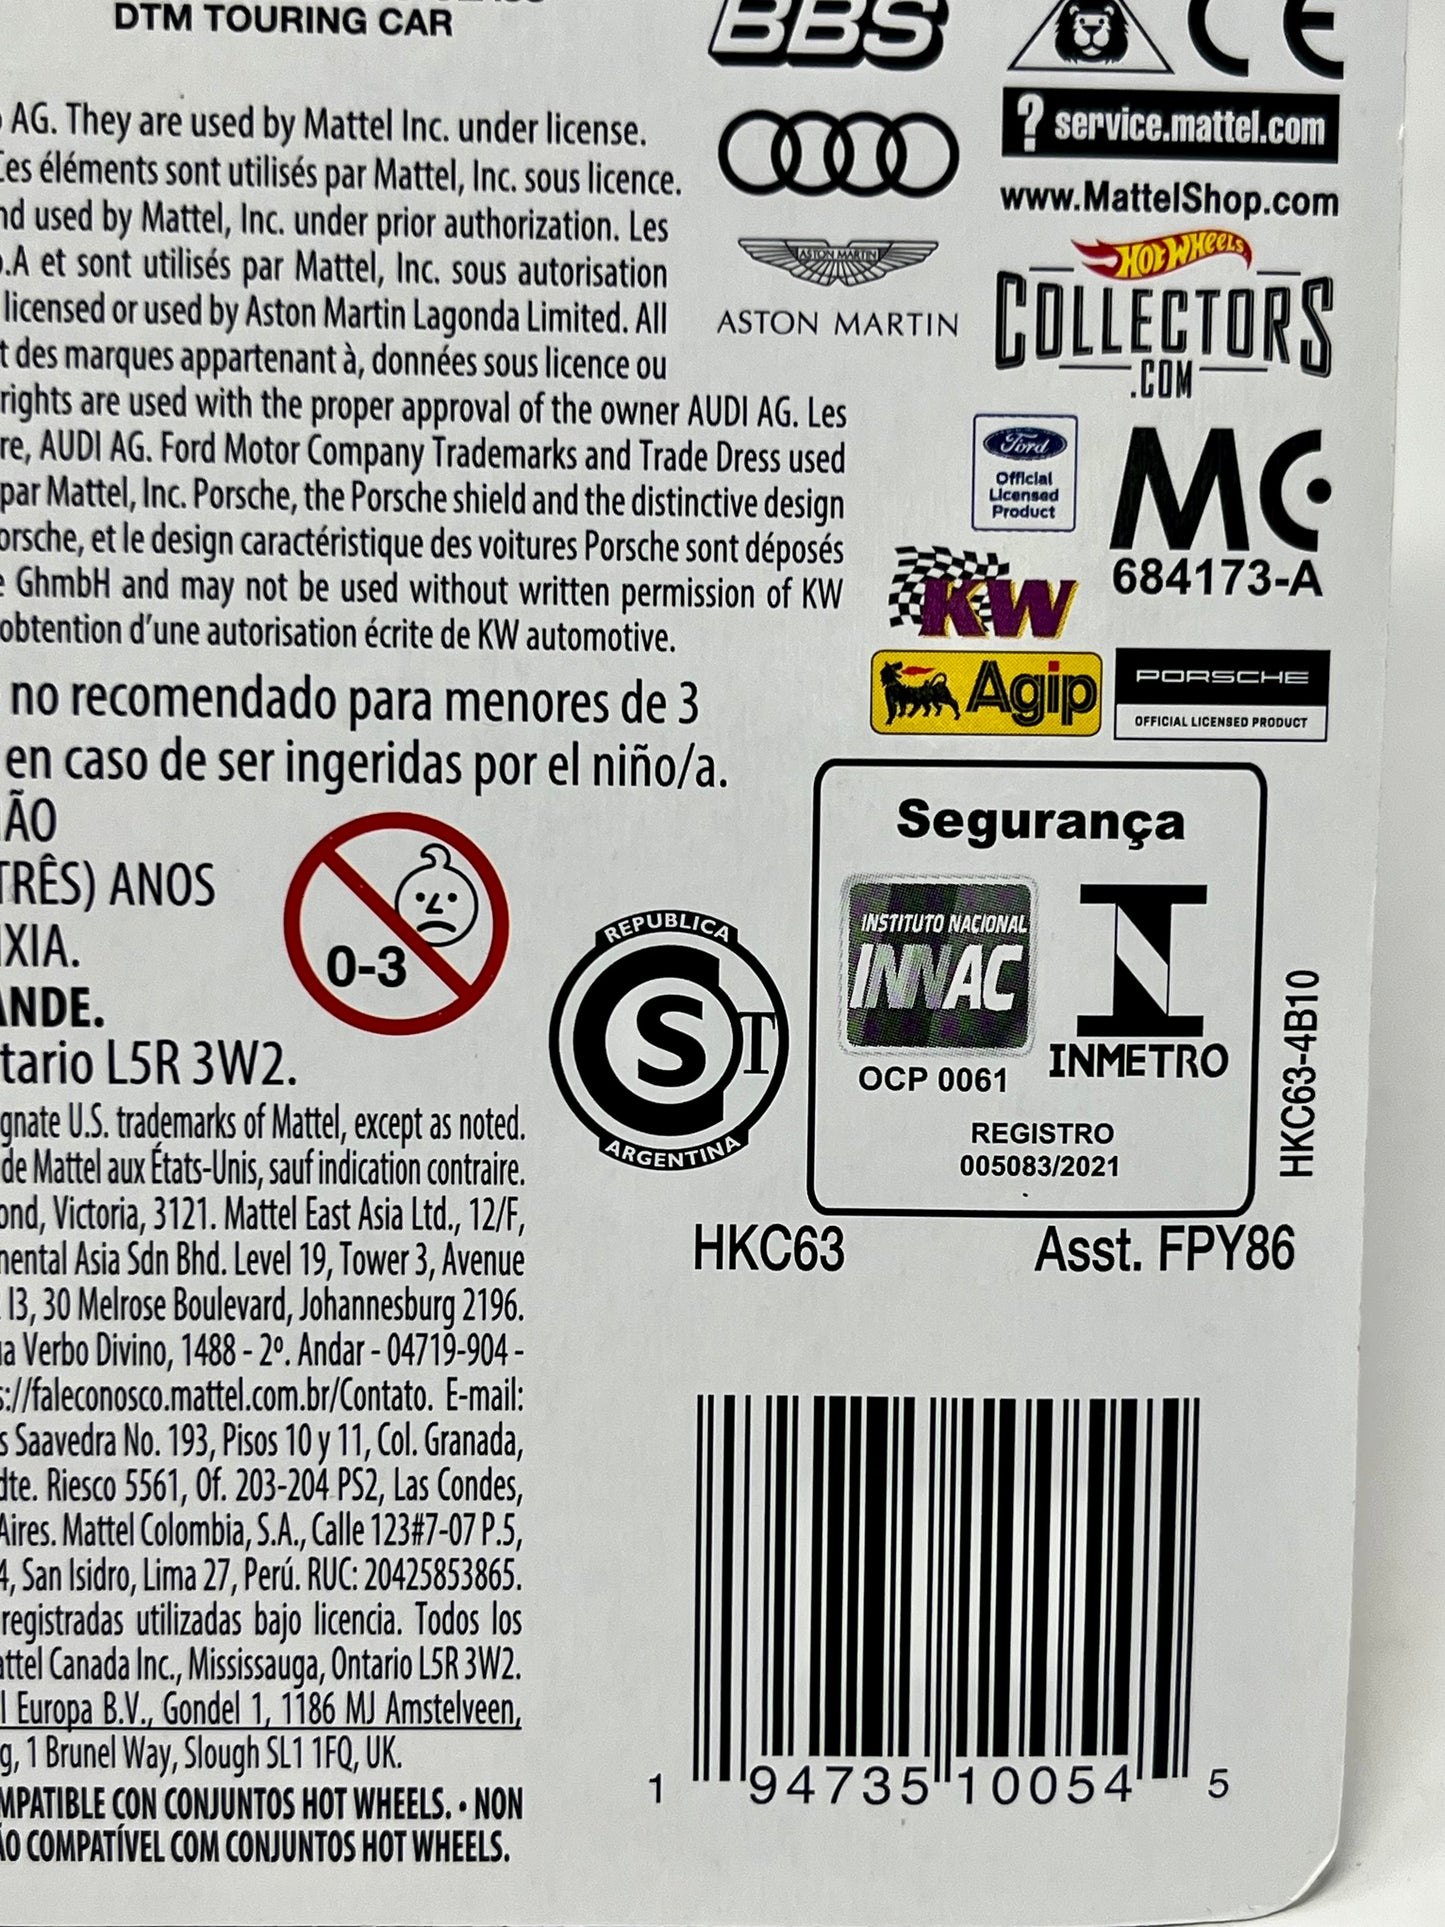 DTM TOURING CAR
AG. They are used by Mattel Inc. under license.
Ces éléments sont utilisés par Mattel, Inc. sous licence.
used by Mattel, Inc. under prior authorization. Les
.A et sont utilisés par Mattel, Inc. sous autorisation
licensed or used by Aston Martin Lagonda Limited. All
des marques appartenant à, données sous licence ou
rights are used with the proper approval of the owner AUDI AG. Les
re, AUDI AG. Ford Motor Company Trademarks and Trade Dress used
par Mattel, Inc. Porsche, the Porsche shield and the distinctive design
orsche, et le design caractéristique des voitures Porsche sont déposés
GhmbH and may not be used without written permission of KW
obtention d'une autorisation écrite de KW automotive.
no recomendado para menores de 3
en caso de ser ingeridas por el niño/a.
ÃO
TRÊS) ANOS
XIA.
ANDE.
tario L5R 3W2.
0-3
gnate U.S. trademarks of Mattel, except as noted.
de Mattel aux États-Unis, sauf indication contraire.
ond, Victoria, 3121. Mattel East Asia Ltd., 12/F,
nental Asia Sdn Bhd. Level 19, Tower 3, Avenue
I3, 30 Melrose Boulevard, Johannesburg 2196.
a Verbo Divino, 1488 - 2º. Andar - 04719-904 -
s://faleconosco.mattel.com.br/Contato. E-mail:
s Saavedra No. 193, Pisos 10 y 11, Col. Granada,
dte. Riesco 5561, Of. 203-204 PS2, Las Condes,
Aires. Mattel Colombia, S.A., Calle 123#7-07 P.5,
4, San Isidro, Lima 27, Perú. RUC: 20425853865.
registradas utilizadas bajo licencia. Todos los
attel Canada Inc., Mississauga, Ontario L5R 3W2.
l Europa B.V., Gondel 1, 1186 MJ Amstelveen,
g, 1 Brunel Way, Slough SL1 1FQ, UK.
MPATIBLE CON CONJUNTOS HOT WHEELS. • NON
ÃO COMPATÍVEL COM CONJUNTOS HOT WHEELS.
BBS
CE
? service.mattel.com
www.MattelShop.com
ASTON MARTIN
ASTON MARTIN
HOT WHEELS
COLLECTORS
.COM
Ford
Official
Licensed
Product
MC
684173-A
KW
Agip
PORSCHE
OFFICIAL LICENSED PRODUCT
Segurança
INSTITUTO NACIONAL
INNAC
OCP 0061
INMETRO
REGISTRO
005083/2021
REPUBLICA
CST
ARGENTINA
HKC63-4B10
HKC63
Asst. FPY86
1 94735 10054 5